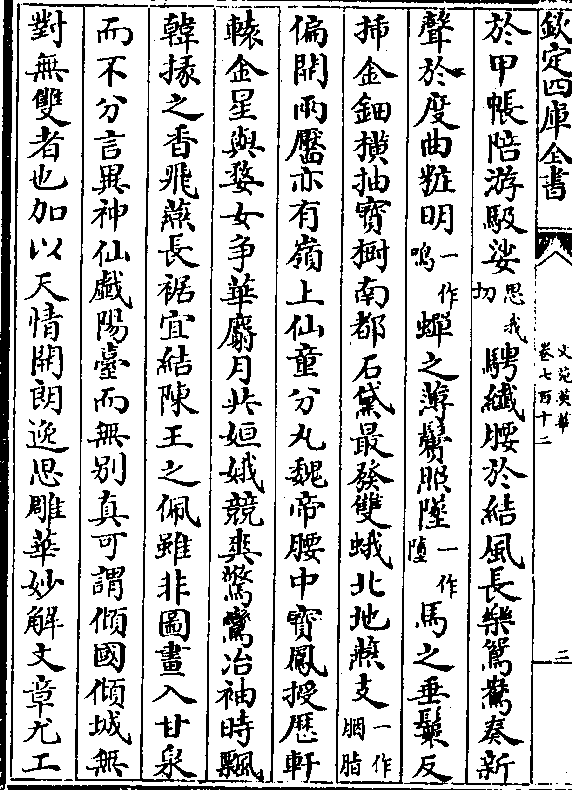 欽定四庫全書
文苑英華
卷七百十二
三
於甲帳陪游馺娑思我切騁纖腰於結風長樂鴛鴦奏新
聲於度曲粧明一作鳴蟬之薄鬢照墜一作墮馬之垂鬟反
揷金鈿橫抽寶樹南都石黛最發雙蛾北地燕支一作胭脂
偏開兩靨亦有嶺上仙童分丸魏帝腰中寶鳳授歴軒
轅金星與婺女争華麝月共姮娥競爽驚鸞冶袖時飄
韓掾之香飛燕長裾宜結陳王之佩雖非圖畫入甘泉
而不分言異神仙戲陽臺而無别真可謂傾國傾城無
對無雙者也加以天情開朗逸思雕華妙解文章尤工